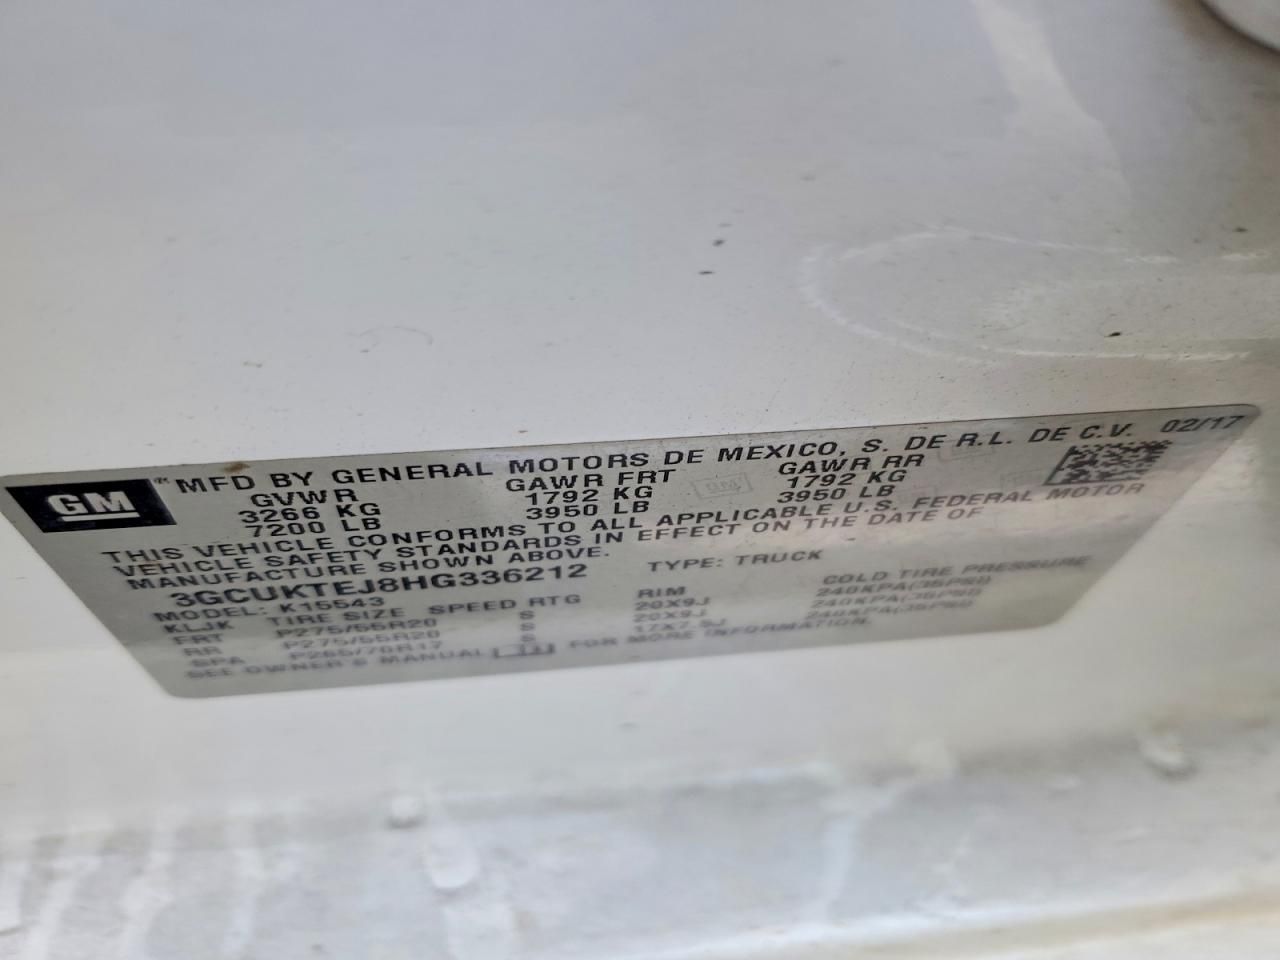 GM ® MFD BY GENERAL MOTORS DE MEXICO, S. DE R.L. DE C.V. 02/17
GVWR GAWR FRT GAWR RR
3266 KG 1792 KG 1792 KG
7200 LB 3950 LB 3950 LB
THIS VEHICLE CONFORMS TO ALL APPLICABLE U.S. FEDERAL MOTOR
VEHICLE SAFETY STANDARDS IN EFFECT ON THE DATE OF
MANUFACTURE SHOWN ABOVE.
3GCUKTEJ8HG336212 TYPE: TRUCK
MODEL: K15543
KLJK TIRE SIZE SPEED RTG RIM COLD TIRE PRESSURE
FRT P275/55R20 S 20X9J 240KPA(35PSI)
RR P275/55R20 S 20X9J 240KPA(35PSI)
SPA P265/70R17 17X7.5J 240KPA(35PSI)
SEE OWNER'S MANUAL FOR MORE INFORMATION.